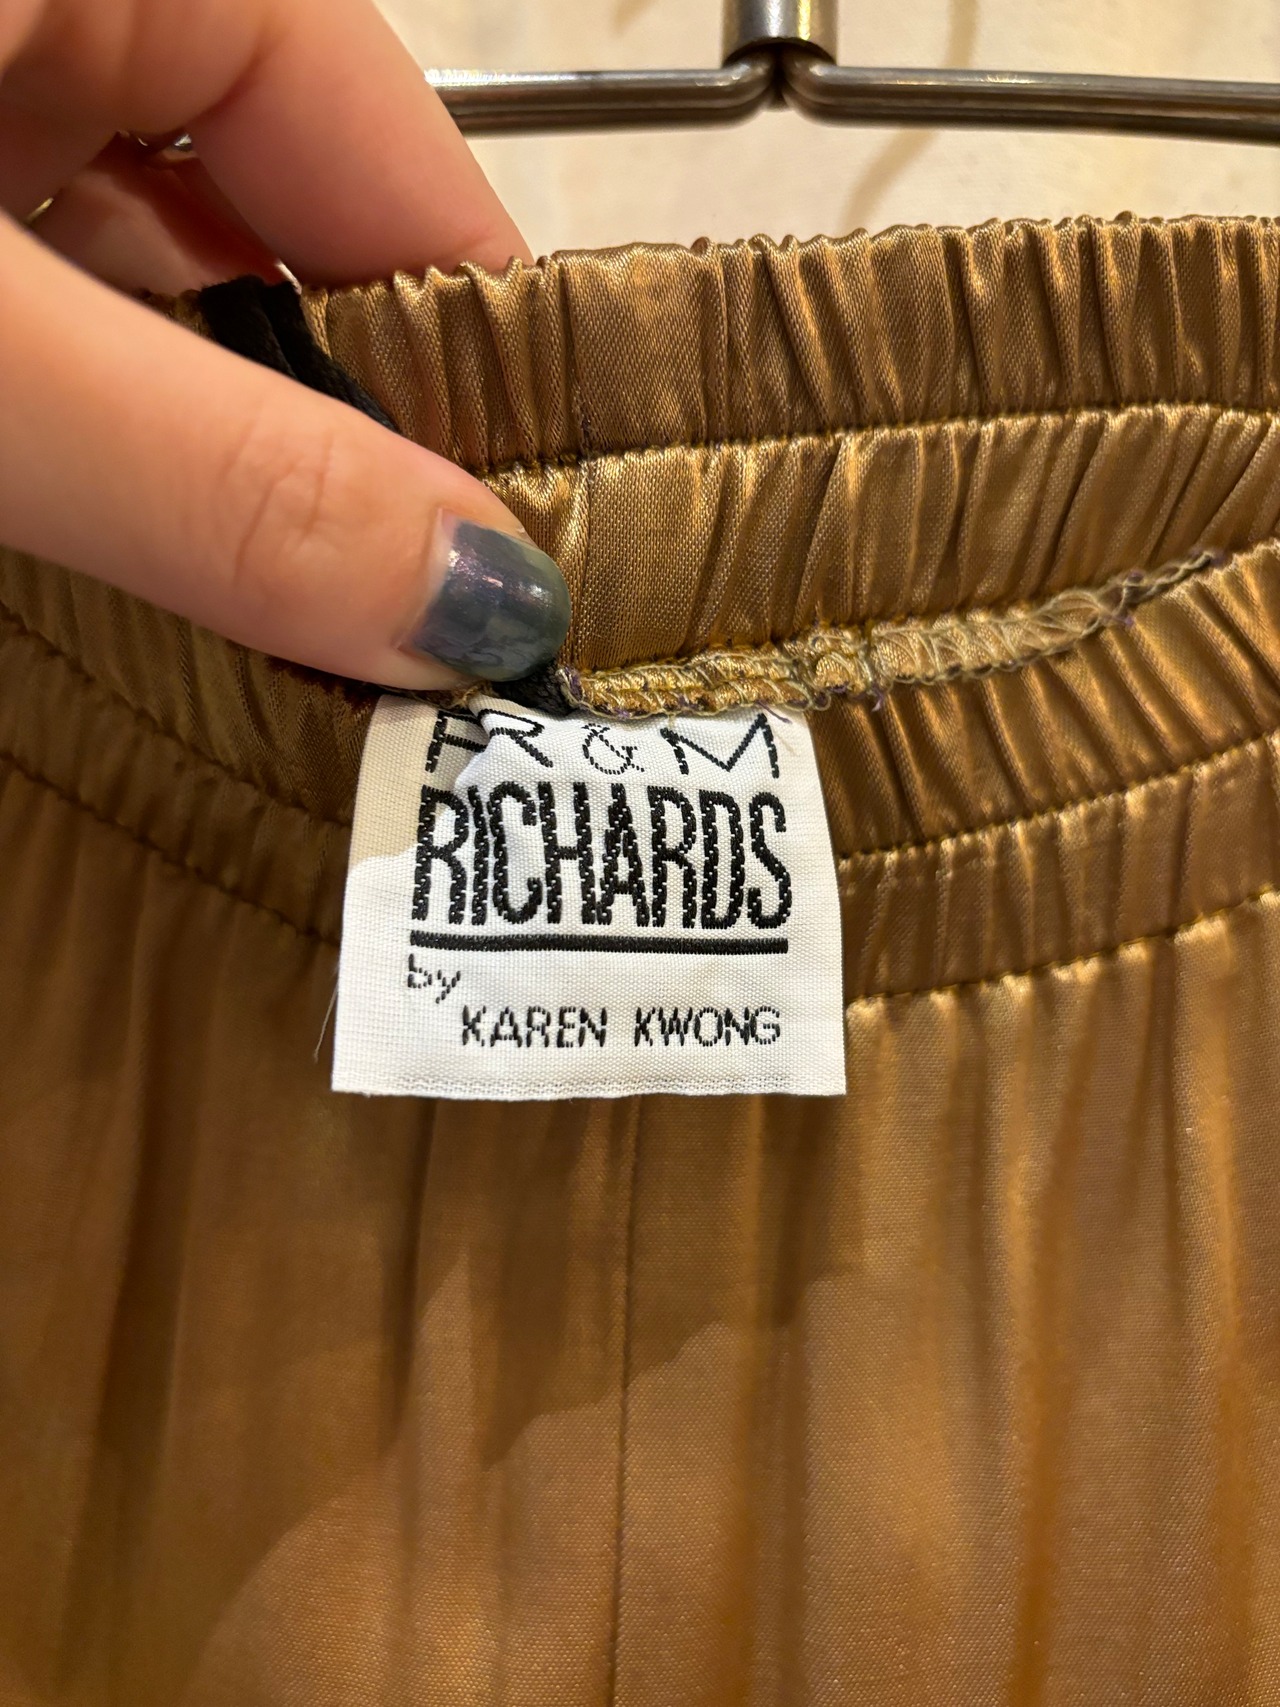 R & M
RICHARDS
by
KAREN KWONG